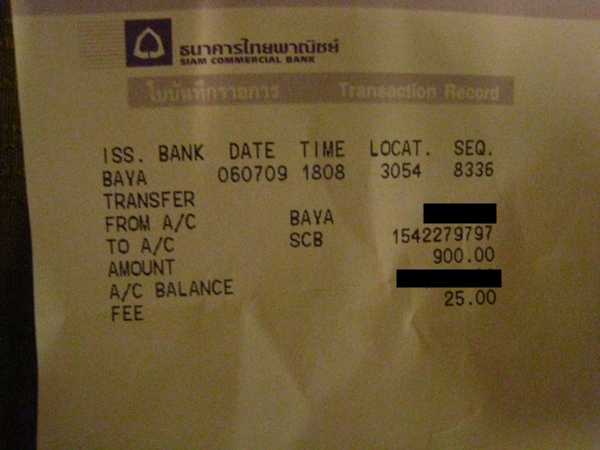 ธนาคารไทยพาณิชย์
SIAM COMMERCIAL BANK
ใบบันทึกรายการ Transaction Record
ISS. BANK DATE TIME LOCAT. SEQ.
BAYA 060709 1808 3054 8336
TRANSFER
FROM A/C BAYA
TO A/C SCB 1542279797
AMOUNT 900.00
A/C BALANCE
FEE 25.00